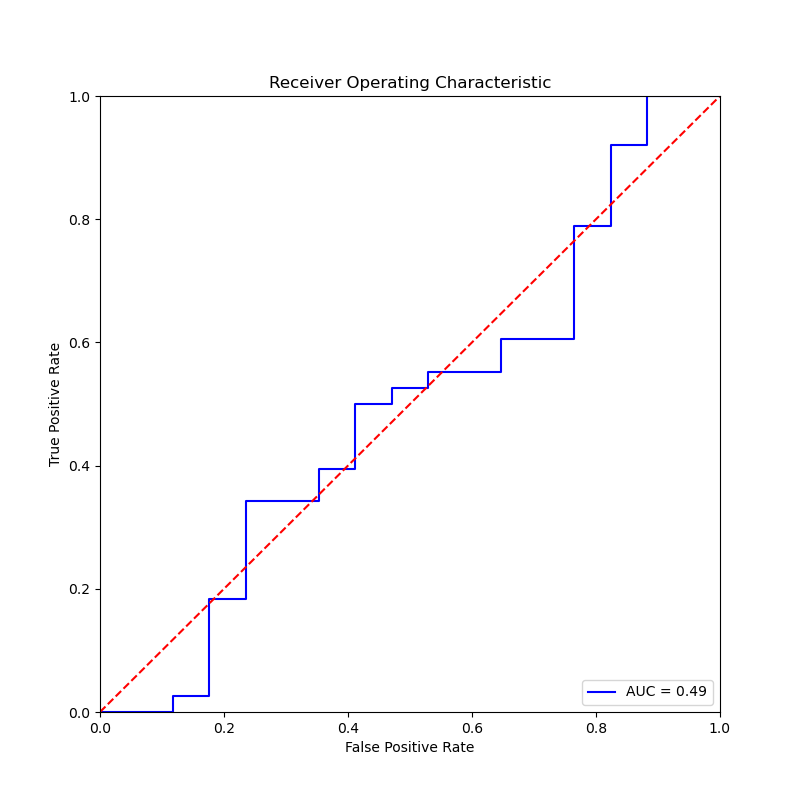 Receiver Operating Characteristic
1.0
0.8
0.6
0.4
0.2
0.0
True Positive Rate
AUC = 0.49
0.0 0.2 0.4 0.6 0.8 1.0
False Positive Rate